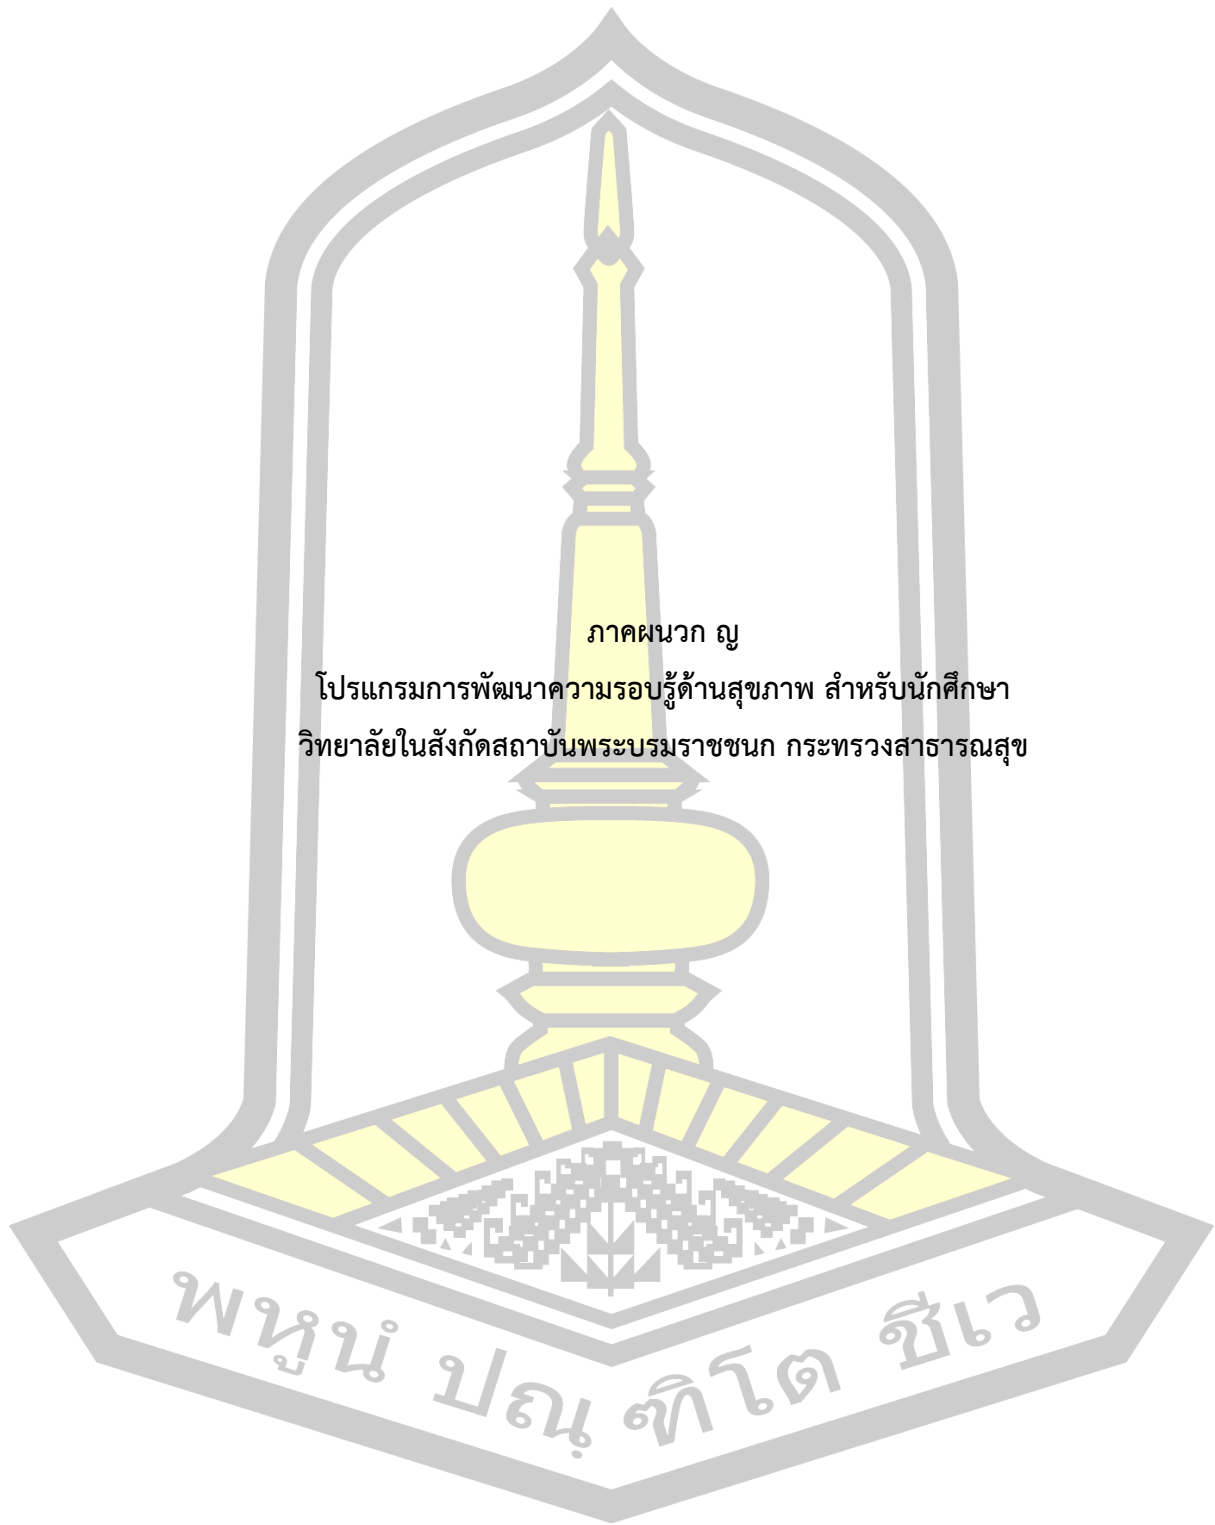 ภาคผนวก ญ
โปรแกรมการพัฒนาความรอบรู้ด้านสุขภาพ สำหรับนักศึกษา
วิทยาลัยในสังกัดสถาบันพระบรมราชชนก กระทรวงสาธารณสุข
พหูนํ ปณฺฑิโต ชีเว